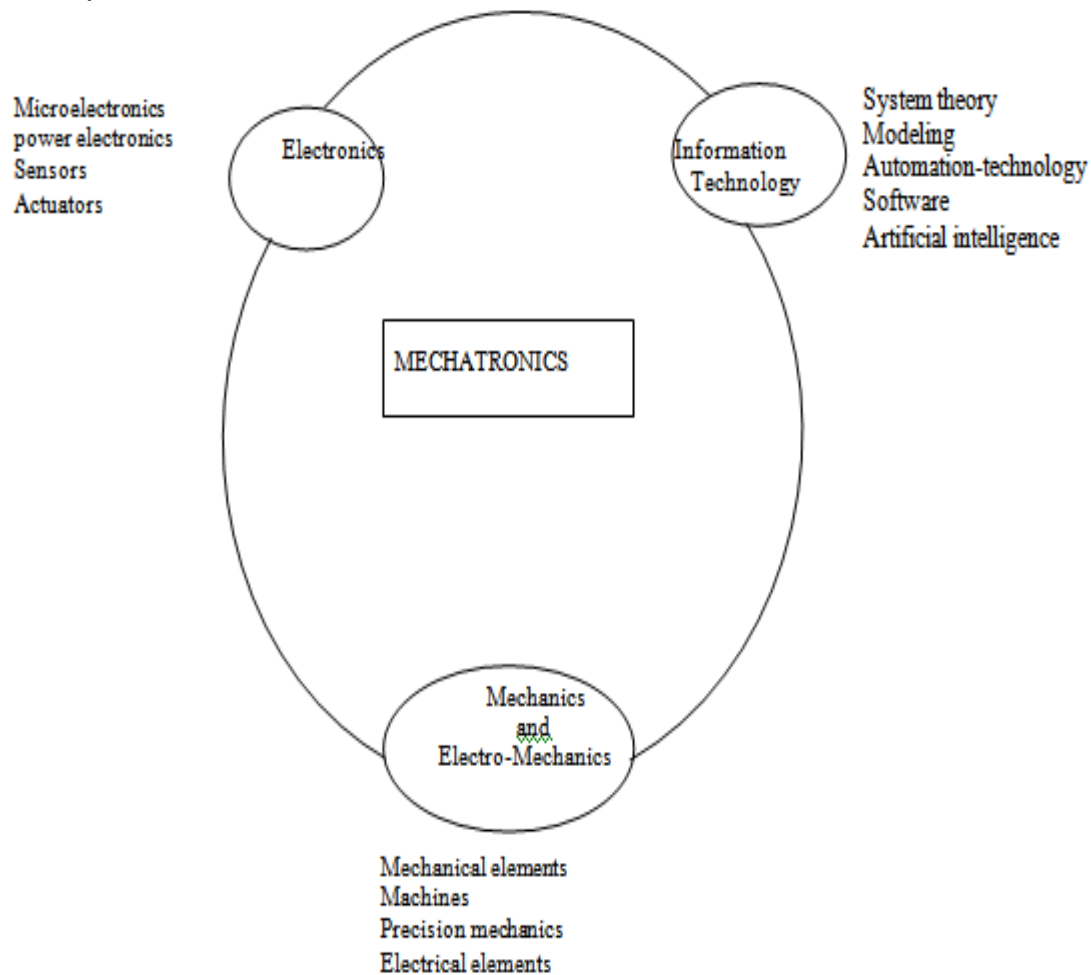 Microelectronics
power electronics
Sensors
Actuators
Electronics
Information
Technology
System theory
Modeling
Automation-technology
Software
Artificial intelligence
MECHATRONICS
Mechanics
and
Electro-Mechanics
Mechanical elements
Machines
Precision mechanics
Electrical elements